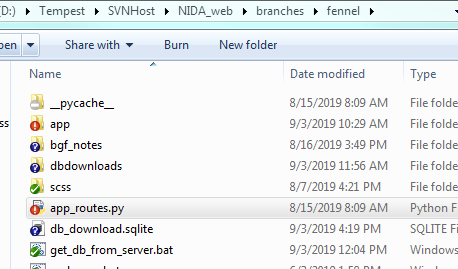 D:) ▸ Tempest ▸ SVNHost ▸ NIDA_web ▸ branches ▸ fennel ▸
pen Share with Burn New folder
Name Date modified Type
__pycache__ 8/15/2019 8:09 AM File folde
app 9/3/2019 10:29 AM File folde
bgf_notes 8/16/2019 3:49 PM File folde
ss dbdownloads 9/3/2019 11:56 AM File folde
scss 8/7/2019 4:21 PM File folde
app_routes.py 8/15/2019 8:09 AM Python F
db_download.sqlite 9/3/2019 4:19 PM SQLITE Fi
get_db_from_server.bat 9/3/2019 12:04 PM Windows